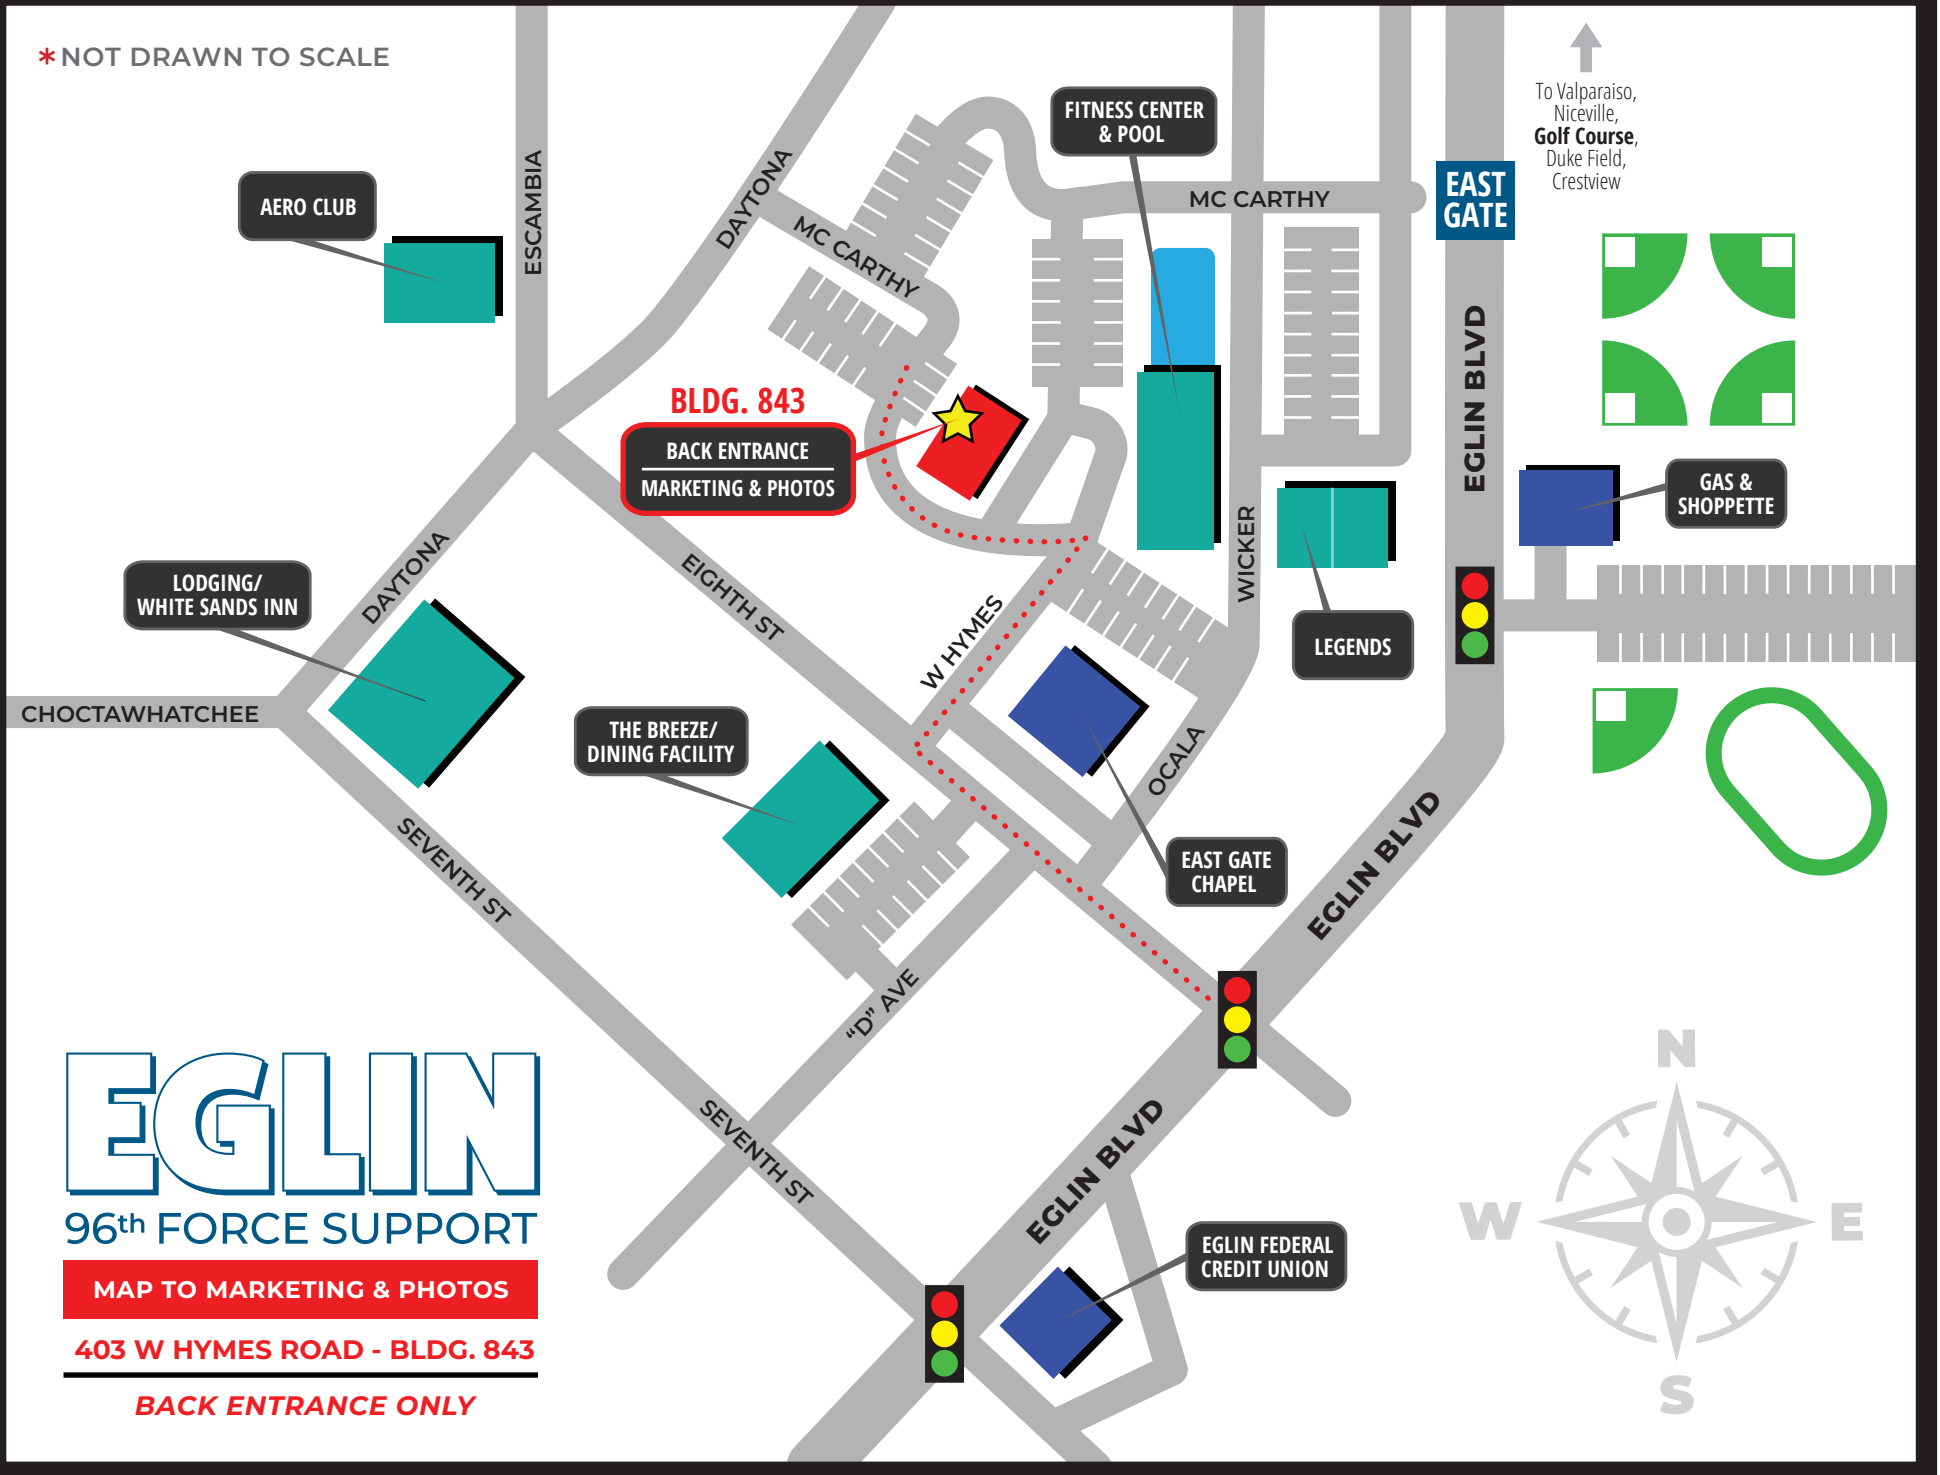 *NOT DRAWN TO SCALE
To Valparaiso,
Niceville,
Golf Course,
Duke Field,
Crestview
FITNESS CENTER
& POOL
EAST
GATE
MC CARTHY
AERO CLUB
ESCAMBIA
DAYTONA
MC CARTHY
EGLIN BLVD
BLDG. 843
BACK ENTRANCE
MARKETING & PHOTOS
GAS &
SHOPPETTE
WICKER
DAYTONA
EIGHTH ST
LODGING/
WHITE SANDS INN
W HYMES
LEGENDS
CHOCTAWHATCHEE
THE BREEZE/
DINING FACILITY
OCALA
EGLIN BLVD
SEVENTH ST
EAST GATE
CHAPEL
"D" AVE
EGLIN BLVD
SEVENTH ST
EGLIN FEDERAL
CREDIT UNION
N
W
E
S
EGLIN
96th FORCE SUPPORT
MAP TO MARKETING & PHOTOS
403 W HYMES ROAD - BLDG. 843
BACK ENTRANCE ONLY